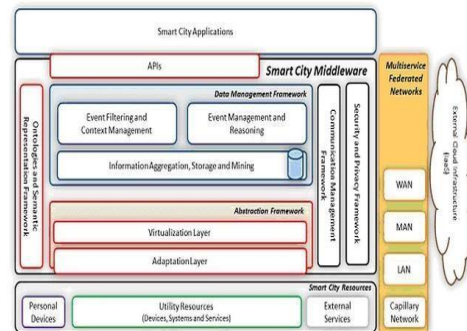 Smart City Applications
APIs
Smart City Middleware
Multiservice
Federated
Networks
Ontologies and Semantic
Representation Framework
Data Management Framework
Event Filtering and
Context Management
Event Management and
Reasoning
Information Aggregation, Storage and Mining
Communication Management
Framework
Security and Privacy Framework
External Cloud Infrastructure
(IaaS)
Abstraction Framework
Virtualization Layer
Adaptation Layer
WAN
MAN
LAN
Capillary
Network
Smart City Resources
Personal
Devices
Utility Resources
(Devices, Systems and Services)
External
Services